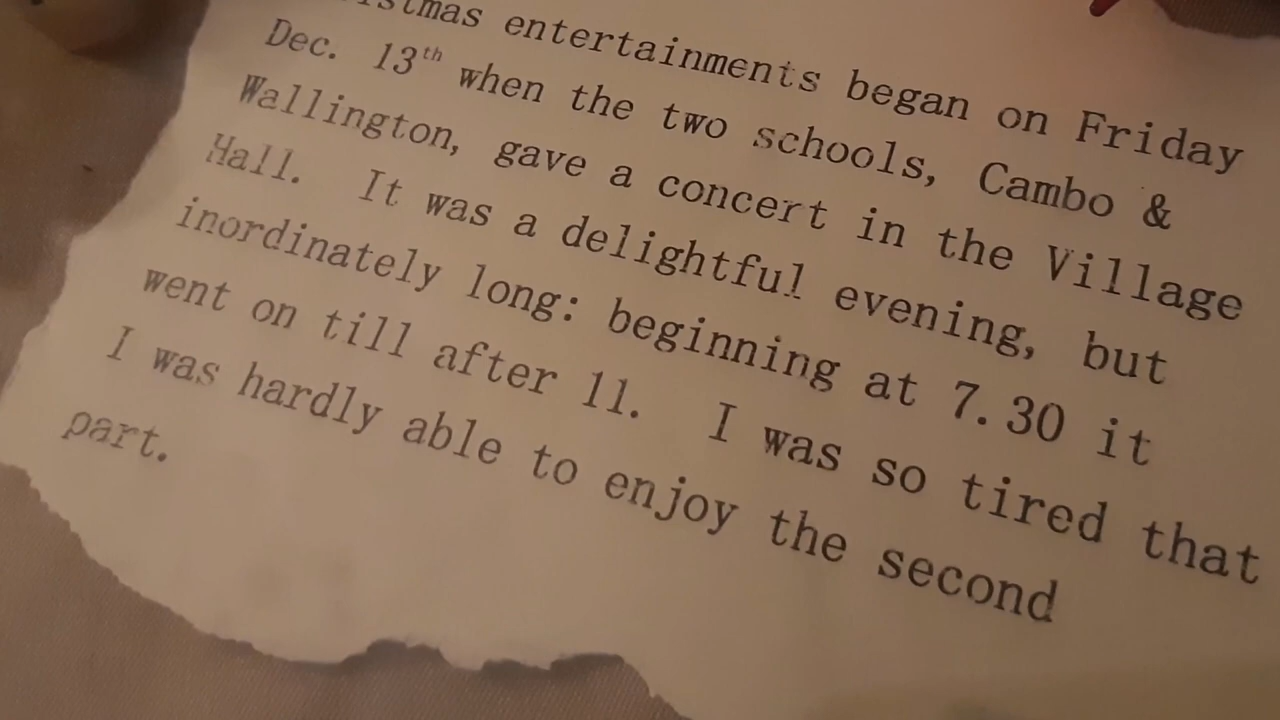 entertainments began on Friday
Dec. 13th when the two schools, Cambo &
Wallington, gave a concert in the Village
Hall. It was a delightful evening, but
inordinately long: beginning at 7.30 it
went on till after 11. I was so tired that
I was hardly able to enjoy the second
part.